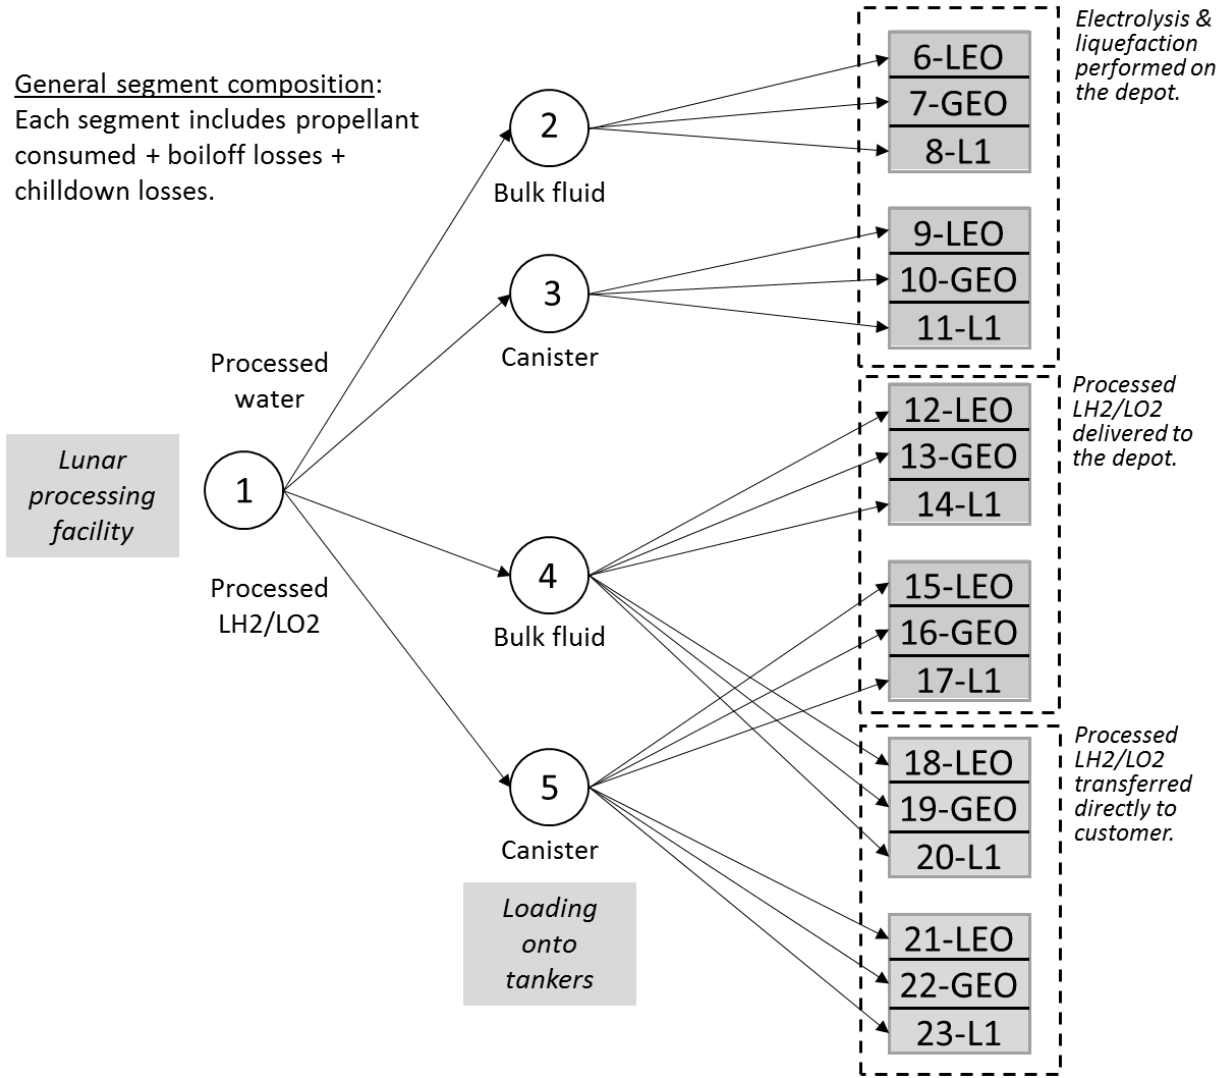 General segment composition:
Each segment includes propellant
consumed + boiloff losses +
chilldown losses.
Lunar
processing
facility
1
Processed
water
Processed
LH2/LO2
2
Bulk fluid
3
Canister
4
Bulk fluid
5
Canister
Loading
onto
tankers
6-LEO
7-GEO
8-L1
9-LEO
10-GEO
11-L1
Electrolysis &
liquefaction
performed on
the depot.
12-LEO
13-GEO
14-L1
15-LEO
16-GEO
17-L1
Processed
LH2/LO2
delivered to
the depot.
18-LEO
19-GEO
20-L1
21-LEO
22-GEO
23-L1
Processed
LH2/LO2
transferred
directly to
customer.